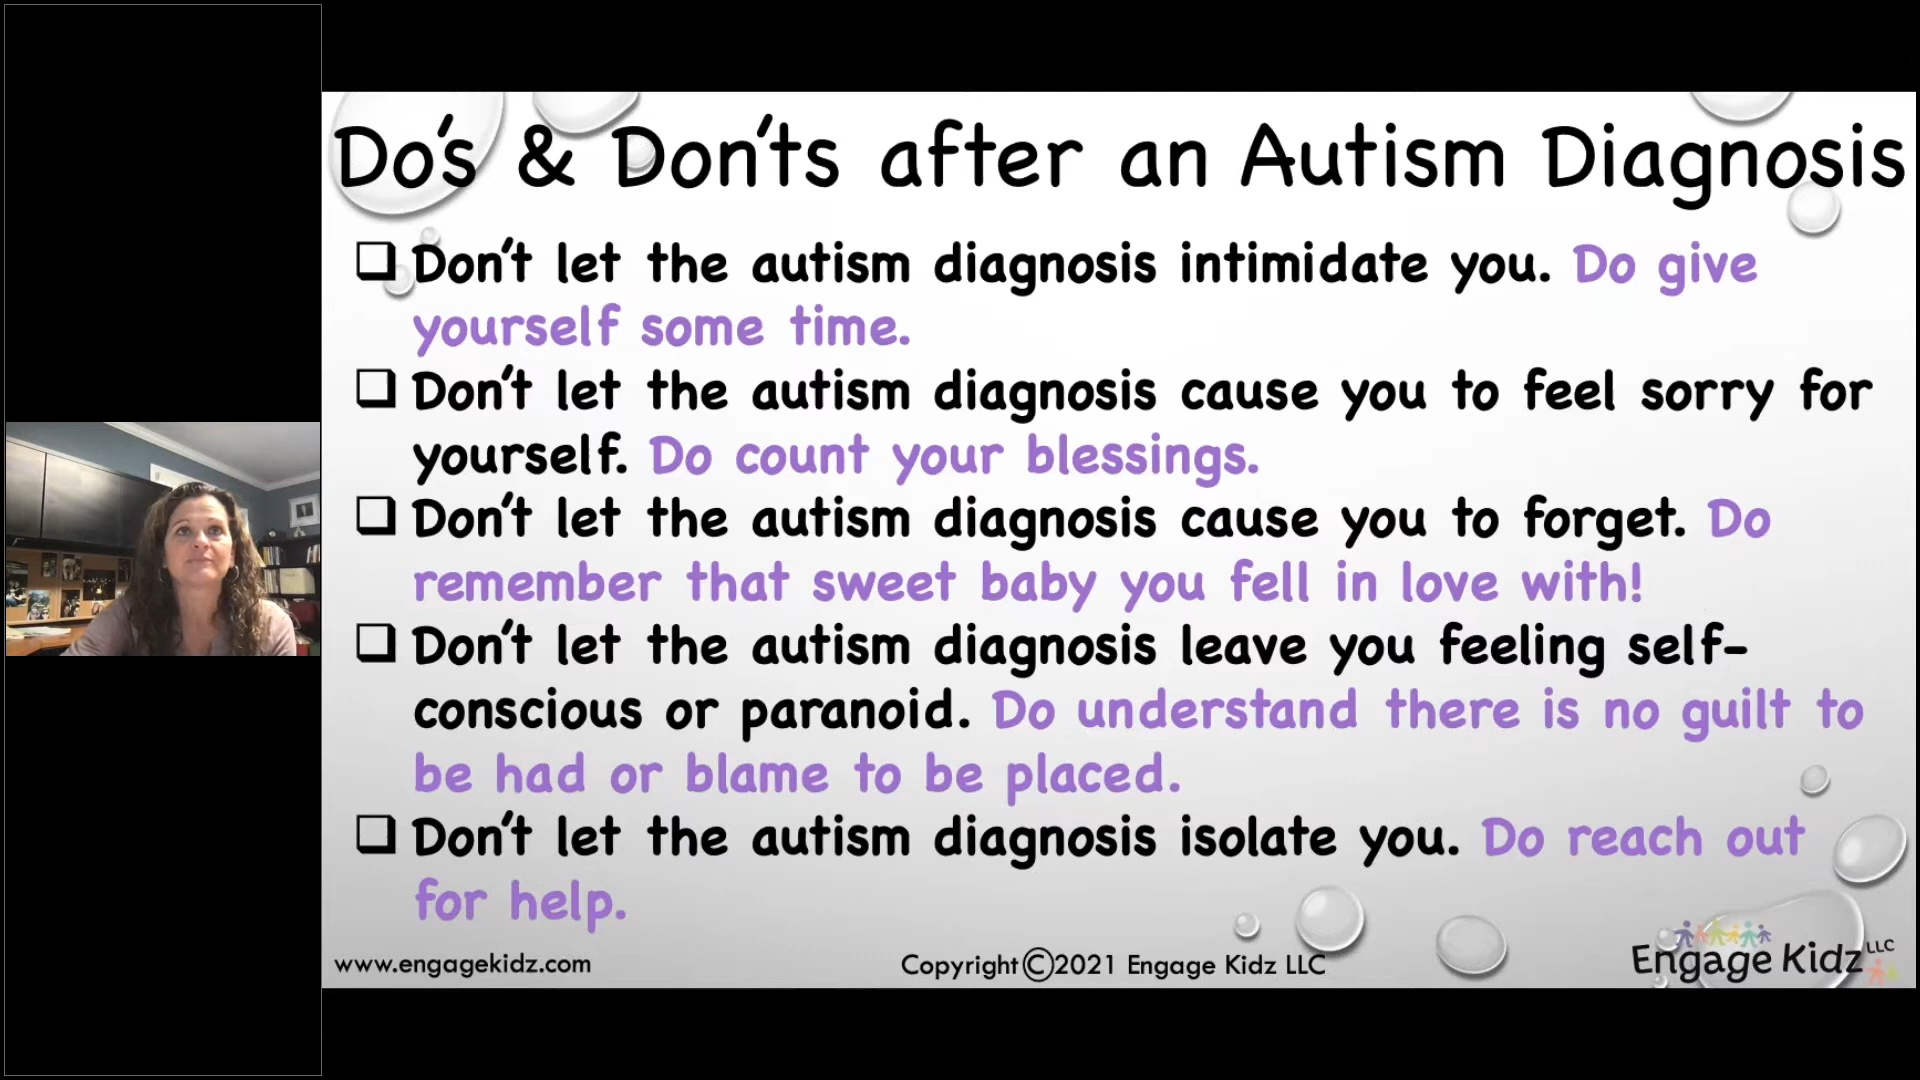 Do's & Don'ts after an Autism Diagnosis
Don't let the autism diagnosis intimidate you. Do give
yourself some time.
Don't let the autism diagnosis cause you to feel sorry for
yourself. Do count your blessings.
Don't let the autism diagnosis cause you to forget. Do
remember that sweet baby you fell in love with!
Don't let the autism diagnosis leave you feeling self-
conscious or paranoid. Do understand there is no guilt to
be had or blame to be placed.
Don't let the autism diagnosis isolate you. Do reach out
for help.
www.engagekidz.com
Copyright©2021 Engage Kidz LLC
Engage Kidz LLC